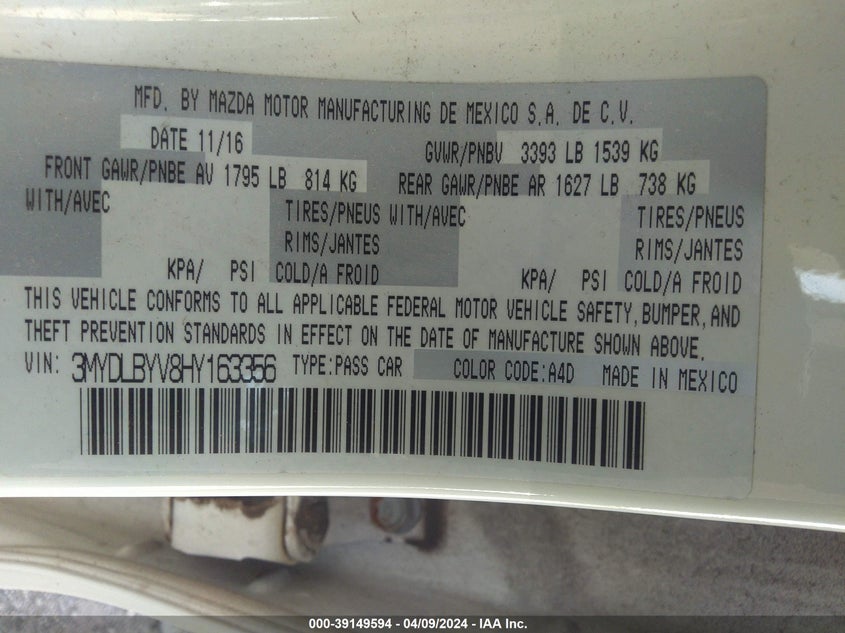 MFD. BY MAZDA MOTOR MANUFACTURING DE MEXICO S.A. DE C.V.
DATE 11/16 GVWR/PNBV 3393 LB 1539 KG
FRONT GAWR/PNBE AV 1795 LB 814 KG REAR GAWR/PNBE AR 1627 LB 738 KG
WITH/AVEC TIRES/PNEUS WITH/AVEC TIRES/PNEUS
RIMS/JANTES RIMS/JANTES
KPA/ PSI COLD/A FROID KPA/ PSI COLD/A FROID
THIS VEHICLE CONFORMS TO ALL APPLICABLE FEDERAL MOTOR VEHICLE SAFETY, BUMPER, AND
THEFT PREVENTION STANDARDS IN EFFECT ON THE DATE OF MANUFACTURE SHOWN ABOVE.
VIN: 3MYDLBYV8HY163356 TYPE:PASS CAR COLOR CODE:A4D MADE IN MEXICO
000-39149594 - 04/09/2024 - IAA Inc.